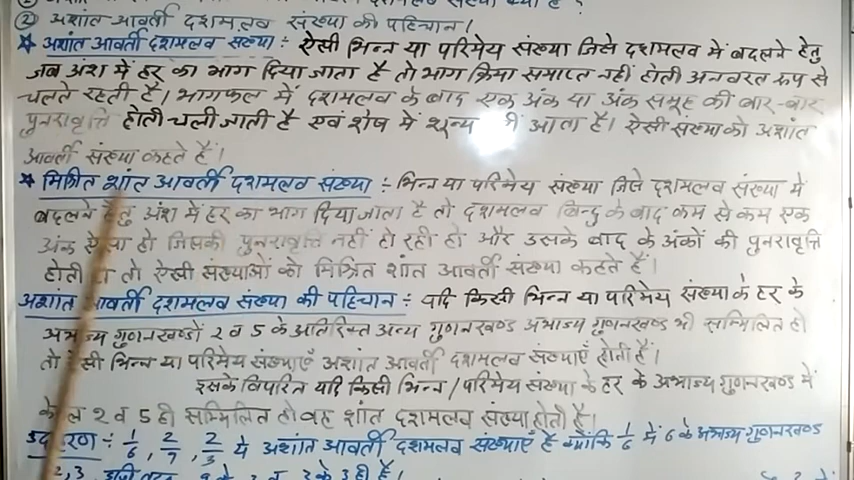 ② अशांत आवर्ती दशमलव संख्या की पहिचान।
* अशांत आवर्ती दशमलव संख्या :- ऐसी भिन्न या परिमेय संख्या जिसे दशमलव में बदलने हेतु
जब अंश में हर का भाग दिया जाता है तो भाग क्रिया समाप्त नहीं होती अनवरत रूप से
चलते रहती है। भागफल में दशमलव के बाद एक अंक या अंक समूह की बार-बार
पुनरावृत्ति होती चली जाती है एवं शेष में शून्य नहीं आता है। ऐसी संख्या को अशांत
आवर्ती संख्या कहते हैं।
* मिश्रित शांत आवर्ती दशमलव संख्या :- भिन्न या परिमेय संख्या जिसे दशमलव संख्या में
बदलने हेतु अंश में हर का भाग दिया जाता है तो दशमलव बिन्दु के बाद कम से कम एक
अंक ऐसा हो जिसकी पुनरावृत्ति नहीं हो रही हो और उसके बाद के अंकों की पुनरावृत्ति
होती हो तो ऐसी संख्याओं को मिश्रित शांत आवर्ती संख्या कहते हैं।
अशांत आवर्ती दशमलव संख्या की पहिचान :- यदि किसी भिन्न या परिमेय संख्या के हर के
अभाज्य गुणनखण्डों 2 व 5 के अतिरिक्त अन्य गुणनखण्ड अभाज्य गुणनखण्ड भी सम्मिलित हो
तो ऐसी भिन्न या परिमेय संख्याएँ अशांत आवर्ती दशमलव संख्याएँ होती हैं।
इसके विपरित यदि किसी भिन्न/परिमेय संख्या के हर के अभाज्य गुणनखण्ड में
केवल 2 व 5 ही सम्मिलित हो वह शांत दशमलव संख्या होती है।
उदाहरण :- 1/6, 2/7, 2/3 ये अशांत आवर्ती दशमलव संख्याएँ हैं क्योंकि 1/6 में 6 के अभाज्य गुणनखण्ड
2, 3